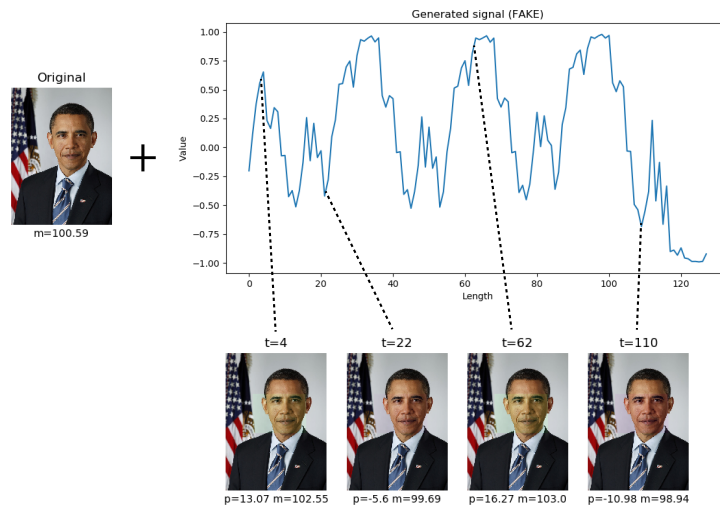 Generated signal (FAKE)
1.00
0.75
0.50
0.25
0.00
−0.25
−0.50
−0.75
−1.00
Value
0 20 40 60 80 100 120
Length
Original
m=100.59
+
t=4 t=22 t=62 t=110
p=13.07 m=102.55 p=-5.6 m=99.69 p=16.27 m=103.0 p=-10.98 m=98.94